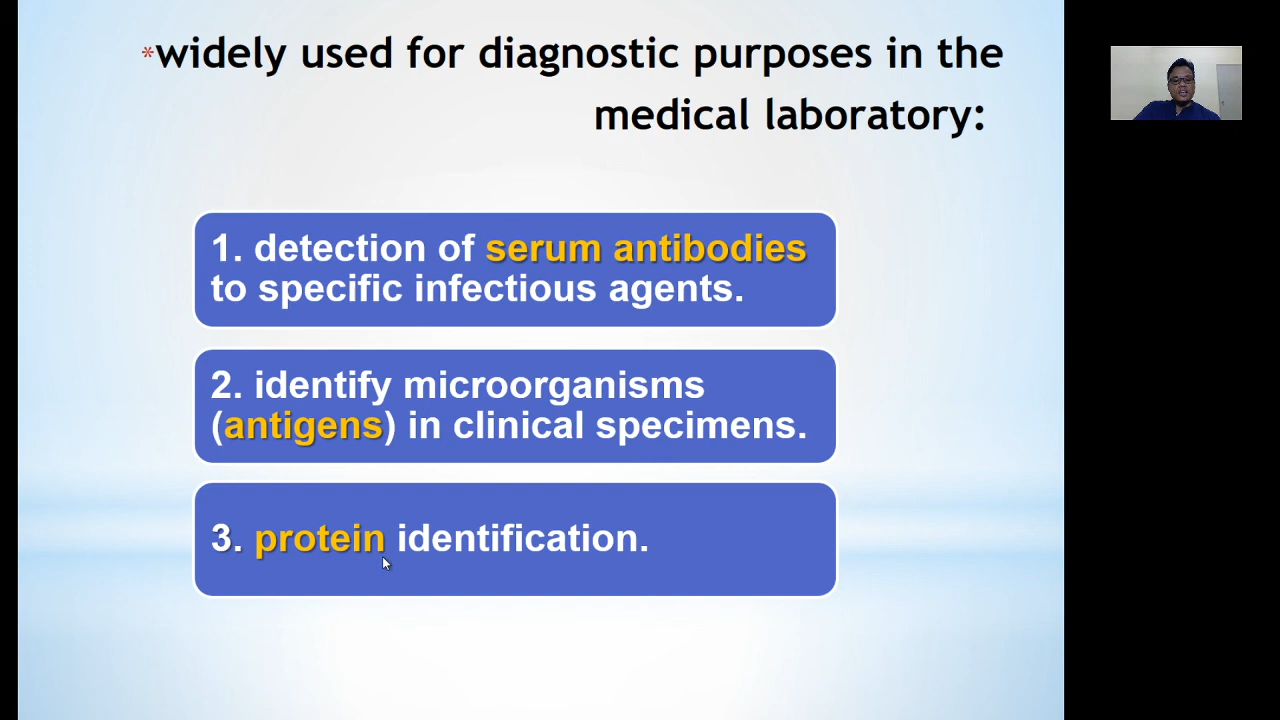 *widely used for diagnostic purposes in the
medical laboratory:
1. detection of serum antibodies
to specific infectious agents.
2. identify microorganisms
(antigens) in clinical specimens.
3. protein identification.